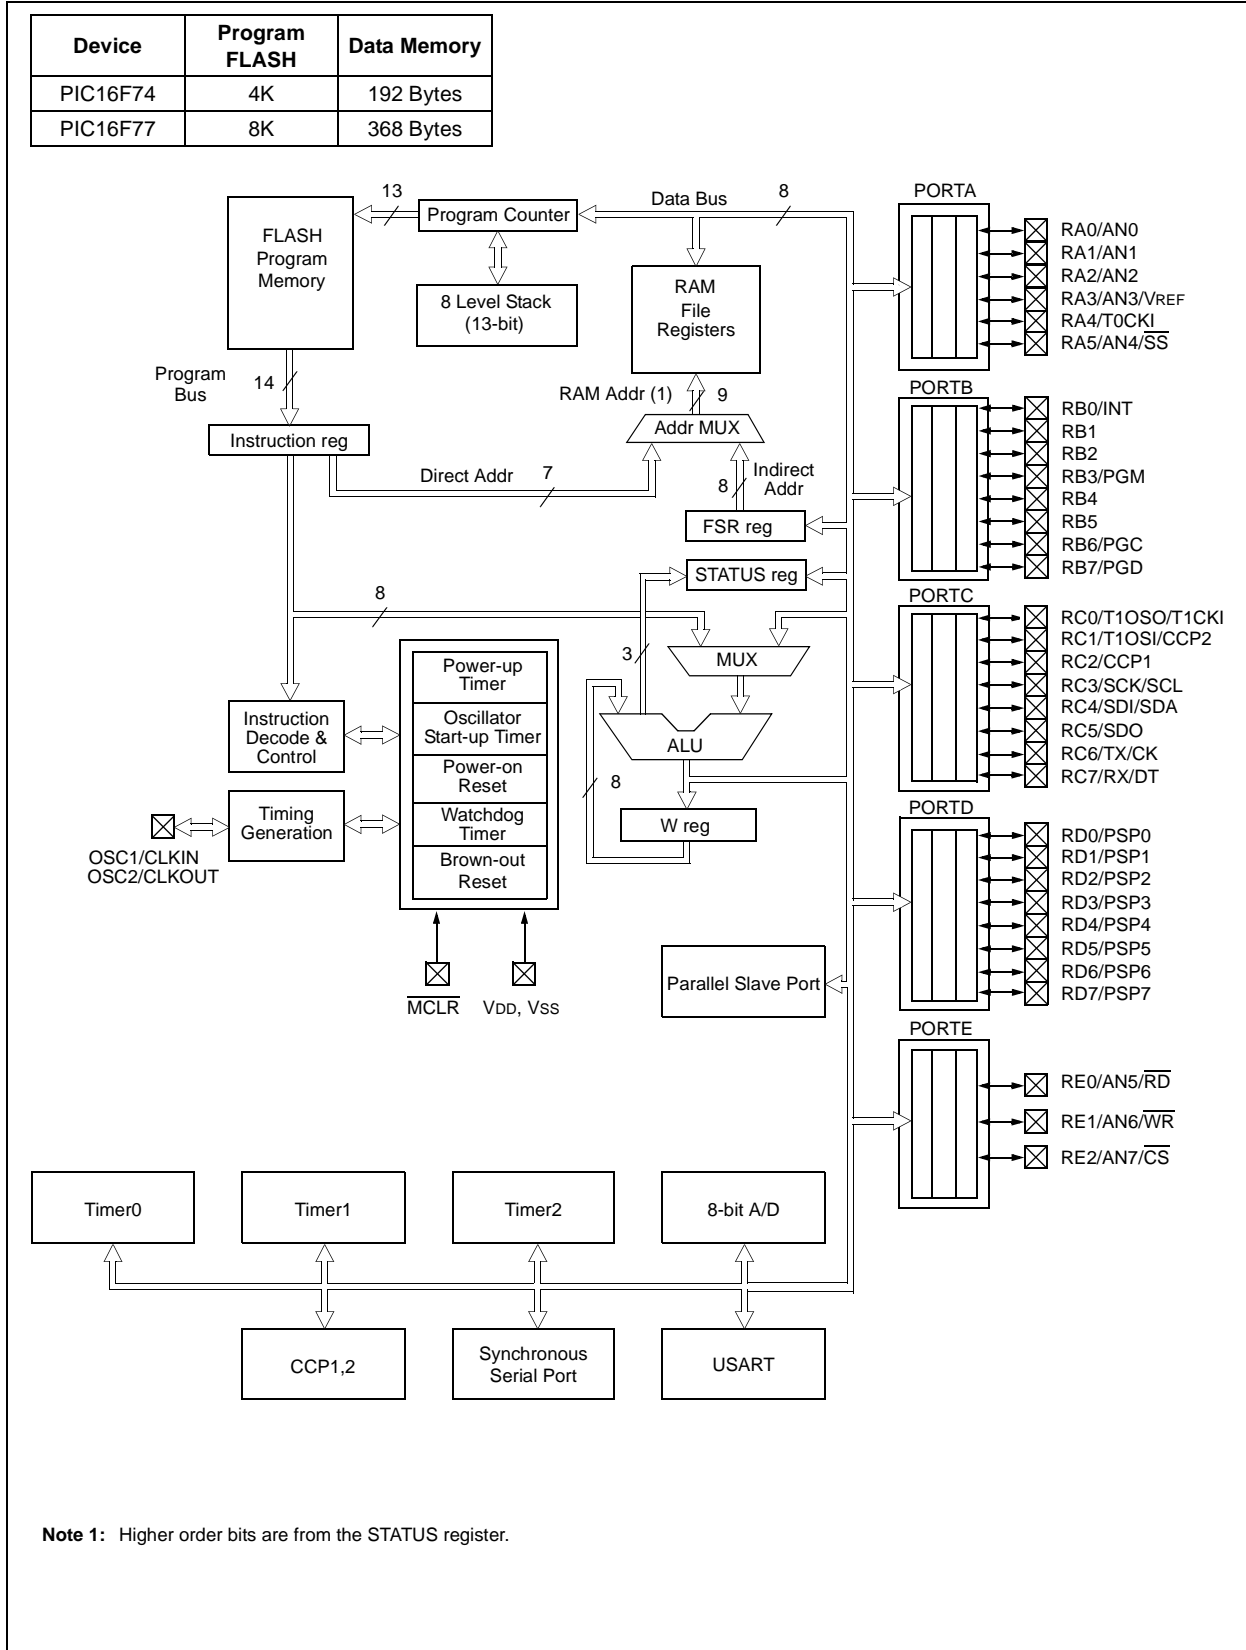 Device Program FLASH Data Memory
PIC16F74 4K 192 Bytes
PIC16F77 8K 368 Bytes
FLASH
Program
Memory
13
Program Counter
8 Level Stack
(13-bit)
Data Bus
8
RAM
File
Registers
Program
Bus
14
Instruction reg
RAM Addr (1)
9
Addr MUX
Direct Addr
7
8
Indirect
Addr
FSR reg
STATUS reg
8
3
MUX
ALU
8
W reg
Power-up
Timer
Oscillator
Start-up Timer
Power-on
Reset
Watchdog
Timer
Brown-out
Reset
Instruction
Decode &
Control
Timing
Generation
OSC1/CLKIN
OSC2/CLKOUT
MCLR
VDD, VSS
Parallel Slave Port
PORTA
RA0/AN0
RA1/AN1
RA2/AN2
RA3/AN3/VREF
RA4/T0CKI
RA5/AN4/SS
PORTB
RB0/INT
RB1
RB2
RB3/PGM
RB4
RB5
RB6/PGC
RB7/PGD
PORTC
RC0/T1OSO/T1CKI
RC1/T1OSI/CCP2
RC2/CCP1
RC3/SCK/SCL
RC4/SDI/SDA
RC5/SDO
RC6/TX/CK
RC7/RX/DT
PORTD
RD0/PSP0
RD1/PSP1
RD2/PSP2
RD3/PSP3
RD4/PSP4
RD5/PSP5
RD6/PSP6
RD7/PSP7
PORTE
RE0/AN5/RD
RE1/AN6/WR
RE2/AN7/CS
Timer0
Timer1
Timer2
8-bit A/D
CCP1,2
Synchronous
Serial Port
USART
Note 1: Higher order bits are from the STATUS register.